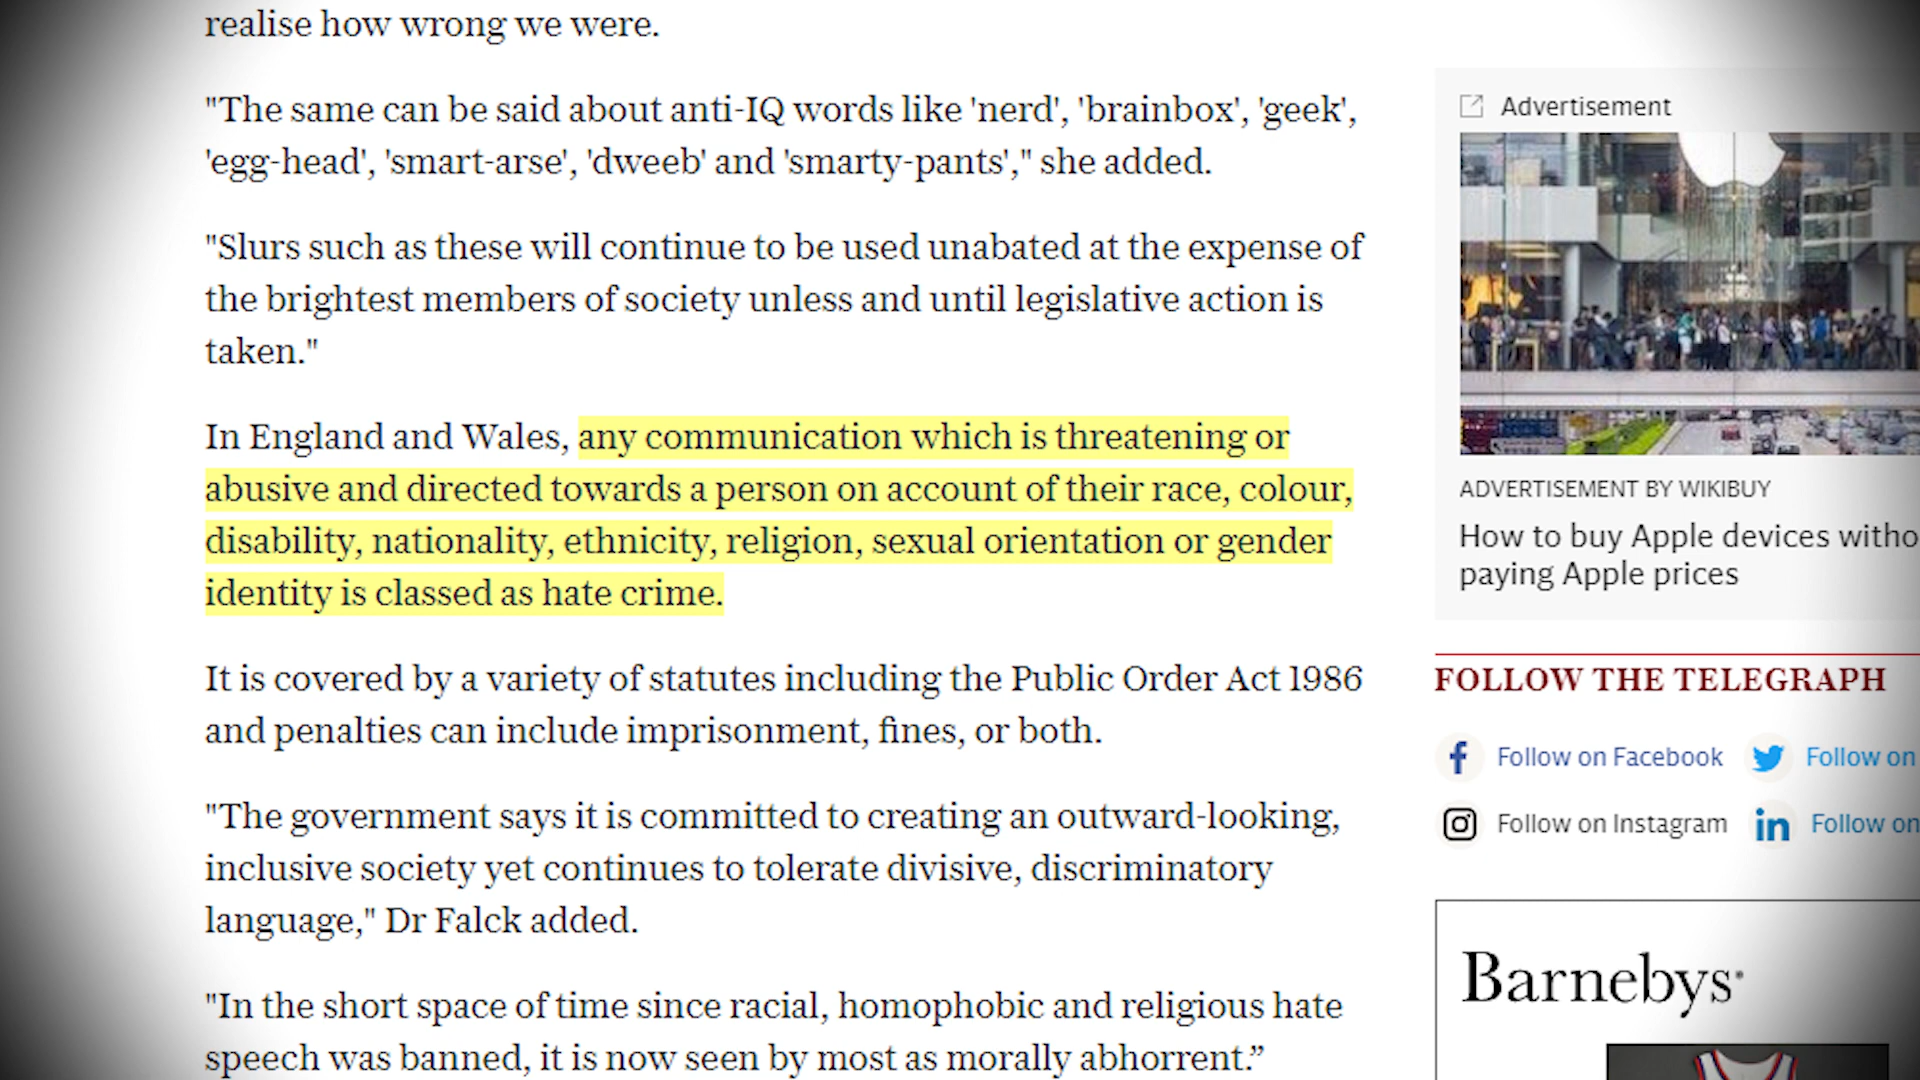 realise how wrong we were.
"The same can be said about anti-IQ words like 'nerd', 'brainbox', 'geek',
'egg-head', 'smart-arse', 'dweeb' and 'smarty-pants'," she added.
"Slurs such as these will continue to be used unabated at the expense of
the brightest members of society unless and until legislative action is
taken."
In England and Wales, any communication which is threatening or
abusive and directed towards a person on account of their race, colour,
disability, nationality, ethnicity, religion, sexual orientation or gender
identity is classed as hate crime.
It is covered by a variety of statutes including the Public Order Act 1986
and penalties can include imprisonment, fines, or both.
"The government says it is committed to creating an outward-looking,
inclusive society yet continues to tolerate divisive, discriminatory
language," Dr Falck added.
"In the short space of time since racial, homophobic and religious hate
speech was banned, it is now seen by most as morally abhorrent.”
Advertisement
ADVERTISEMENT BY WIKIBUY
How to buy Apple devices witho
paying Apple prices
FOLLOW THE TELEGRAPH
Follow on Facebook
Follow on
Follow on Instagram
Follow on
Barnebys